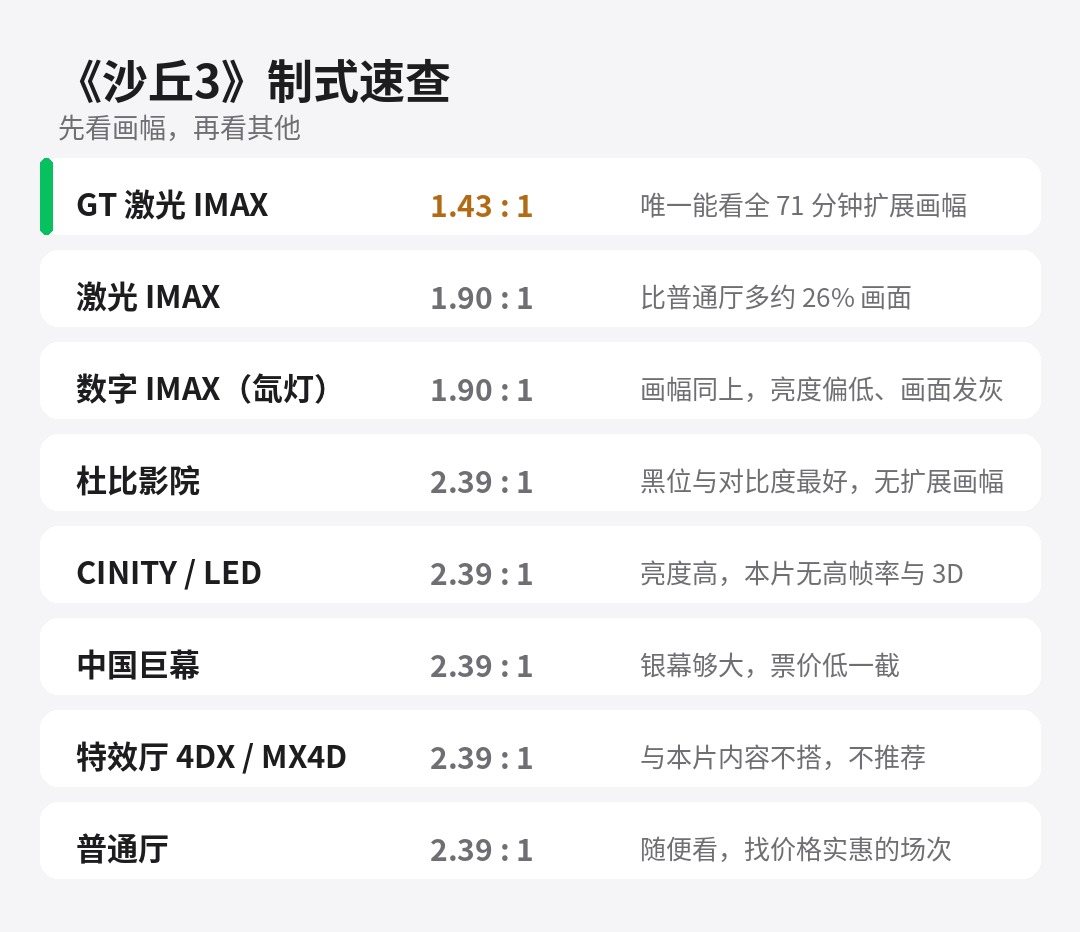 《沙丘3》制式速查
先看画幅，再看其他
GT 激光 IMAX 1.43 : 1 唯一能看全 71 分钟扩展画幅
激光 IMAX 1.90 : 1 比普通厅多约 26% 画面
数字 IMAX（氙灯） 1.90 : 1 画幅同上，亮度偏低、画面发灰
杜比影院 2.39 : 1 黑位与对比度最好，无扩展画幅
CINITY / LED 2.39 : 1 亮度高，本片无高帧率与 3D
中国巨幕 2.39 : 1 银幕够大，票价低一截
特效厅 4DX / MX4D 2.39 : 1 与本片内容不搭，不推荐
普通厅 2.39 : 1 随便看，找价格实惠的场次